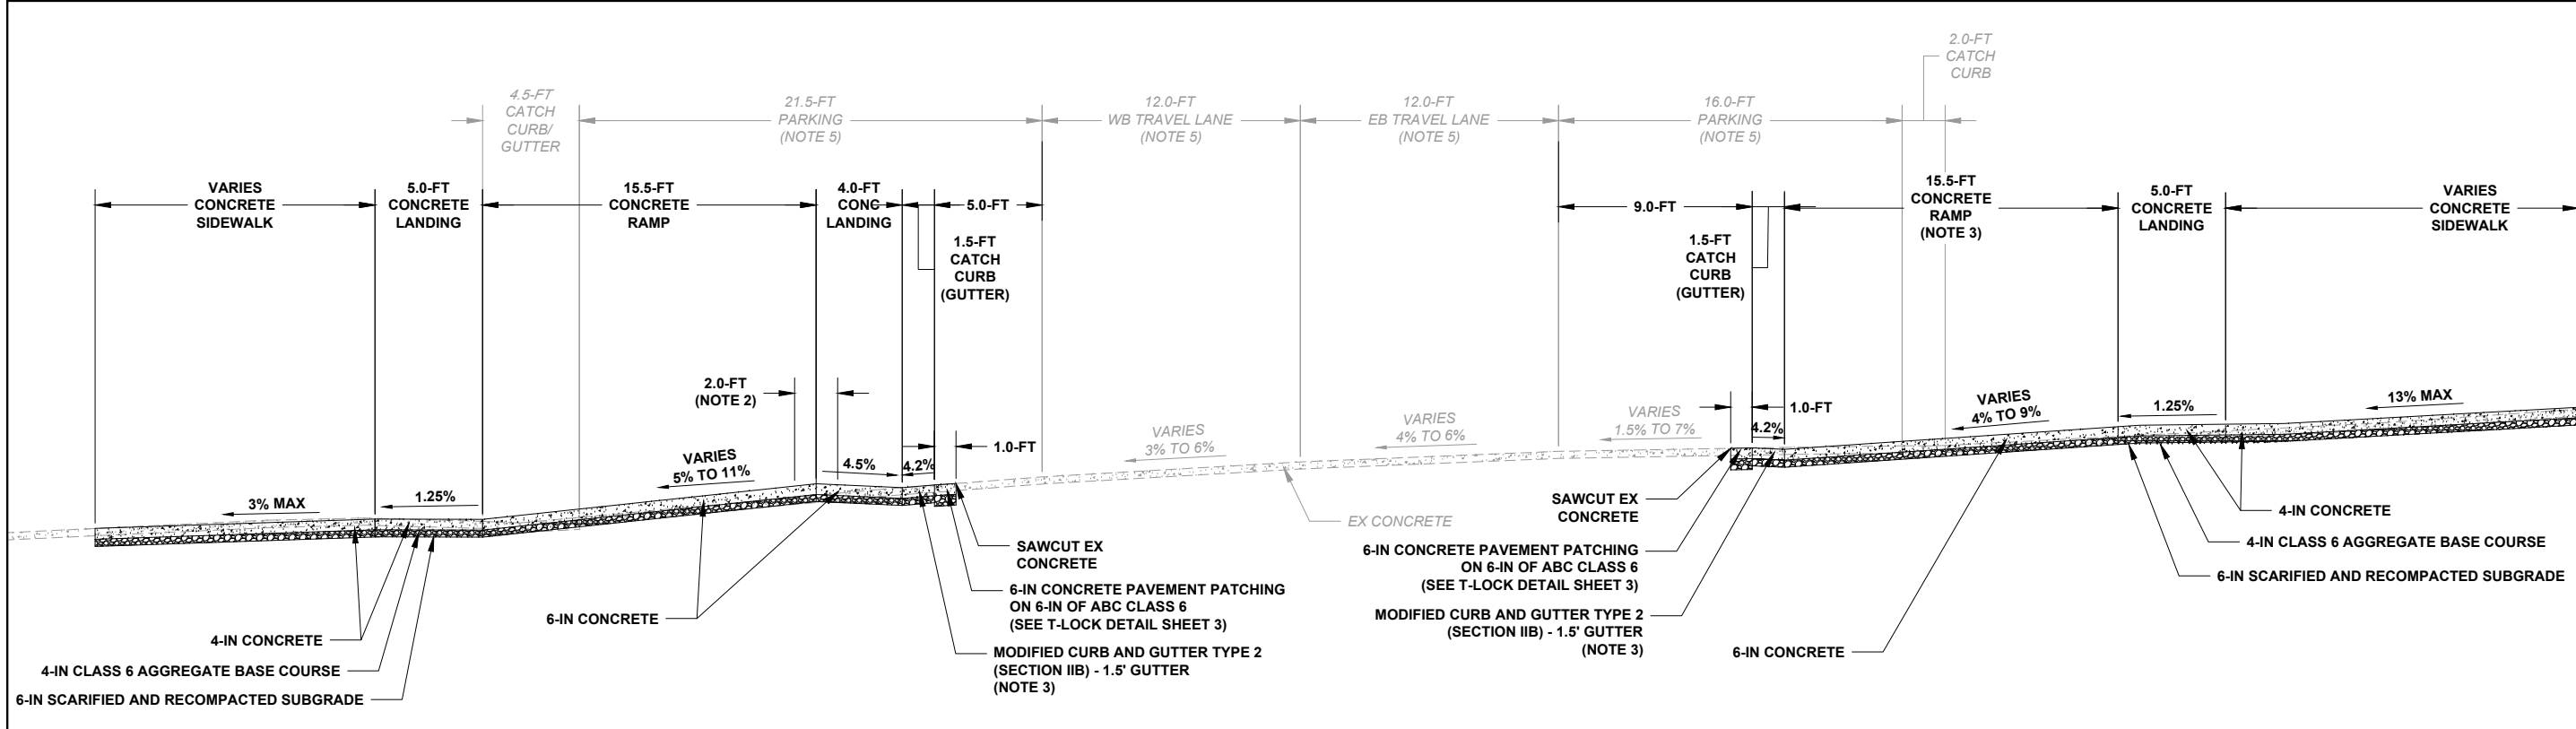 2.0-FT
CATCH
CURB
4.5-FT
CATCH
CURB/
GUTTER
21.5-FT
PARKING
(NOTE 5)
12.0-FT
WB TRAVEL LANE
(NOTE 5)
12.0-FT
EB TRAVEL LANE
(NOTE 5)
16.0-FT
PARKING
(NOTE 5)
VARIES
CONCRETE
SIDEWALK
5.0-FT
CONCRETE
LANDING
15.5-FT
CONCRETE
RAMP
4.0-FT
CONC
LANDING
5.0-FT
1.5-FT
CATCH
CURB
(GUTTER)
9.0-FT
1.5-FT
CATCH
CURB
(GUTTER)
15.5-FT
CONCRETE
RAMP
(NOTE 3)
5.0-FT
CONCRETE
LANDING
VARIES
CONCRETE
SIDEWALK
2.0-FT
(NOTE 2)
1.0-FT
1.0-FT
3% MAX
1.25%
VARIES
5% TO 11%
4.5%
4.2%
VARIES
3% TO 6%
VARIES
4% TO 6%
VARIES
1.5% TO 7%
4.2%
VARIES
4% TO 9%
1.25%
13% MAX
EX CONCRETE
4-IN CONCRETE
4-IN CLASS 6 AGGREGATE BASE COURSE
6-IN SCARIFIED AND RECOMPACTED SUBGRADE
6-IN CONCRETE
SAWCUT EX
CONCRETE
6-IN CONCRETE PAVEMENT PATCHING
ON 6-IN OF ABC CLASS 6
(SEE T-LOCK DETAIL SHEET 3)
MODIFIED CURB AND GUTTER TYPE 2
(SECTION IIB) - 1.5' GUTTER
(NOTE 3)
SAWCUT EX
CONCRETE
6-IN CONCRETE PAVEMENT PATCHING
ON 6-IN OF ABC CLASS 6
(SEE T-LOCK DETAIL SHEET 3)
MODIFIED CURB AND GUTTER TYPE 2
(SECTION IIB) - 1.5' GUTTER
(NOTE 3)
6-IN CONCRETE
4-IN CONCRETE
4-IN CLASS 6 AGGREGATE BASE COURSE
6-IN SCARIFIED AND RECOMPACTED SUBGRADE